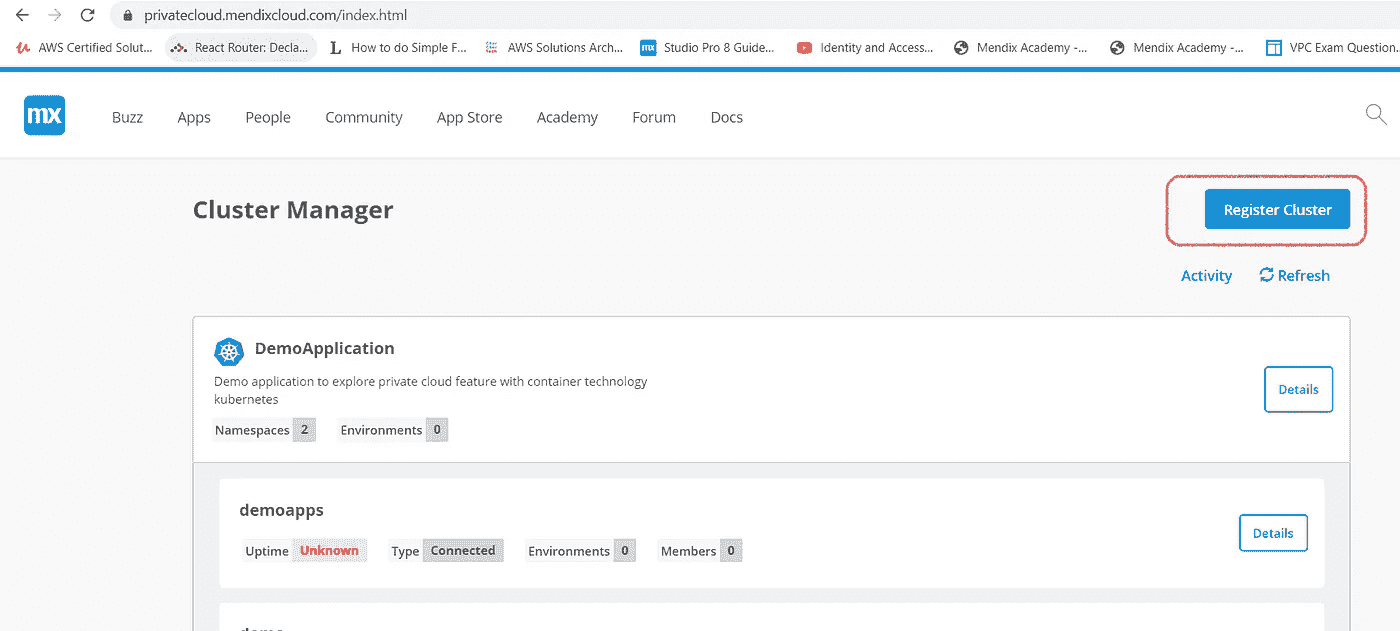 privatecloud.mendixcloud.com/index.html
AWS Certified Solut... React Router: Decla... How to do Simple F... AWS Solutions Arch... mx Studio Pro 8 Guide... Identity and Access... Mendix Academy -... Mendix Academy -... VPC Exam Question...
mx Buzz Apps People Community App Store Academy Forum Docs
Cluster Manager Register Cluster
Activity Refresh
DemoApplication
Demo application to explore private cloud feature with container technology
kubernetes
Details
Namespaces 2 Environments 0
demoapps
Details
Uptime Unknown Type Connected Environments 0 Members 0